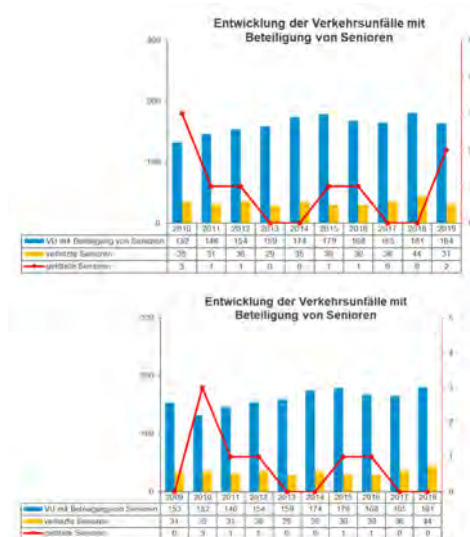 Entwicklung der Verkehrsunfälle mit
Beteiligung von Senioren
300
200
100
0
2010 2011 2012 2013 2014 2015 2016 2017 2018 2019
VU mit Beteiligung von Senioren 132 146 154 159 174 179 168 165 181 164
verletzte Senioren 35 31 36 29 35 30 30 36 44 31
getötete Senioren 3 1 1 0 0 1 1 0 0 2
Entwicklung der Verkehrsunfälle mit
Beteiligung von Senioren
5
4
3
2
1
0
2009 2010 2011 2012 2013 2014 2015 2016 2017 2018
VU mit Beteiligung von Senioren 153 132 146 154 159 174 179 168 165 181
verletzte Senioren 35 31 36 29 35 30 30 36 44
getötete Senioren 0 3 1 1 0 0 1 1 0 0